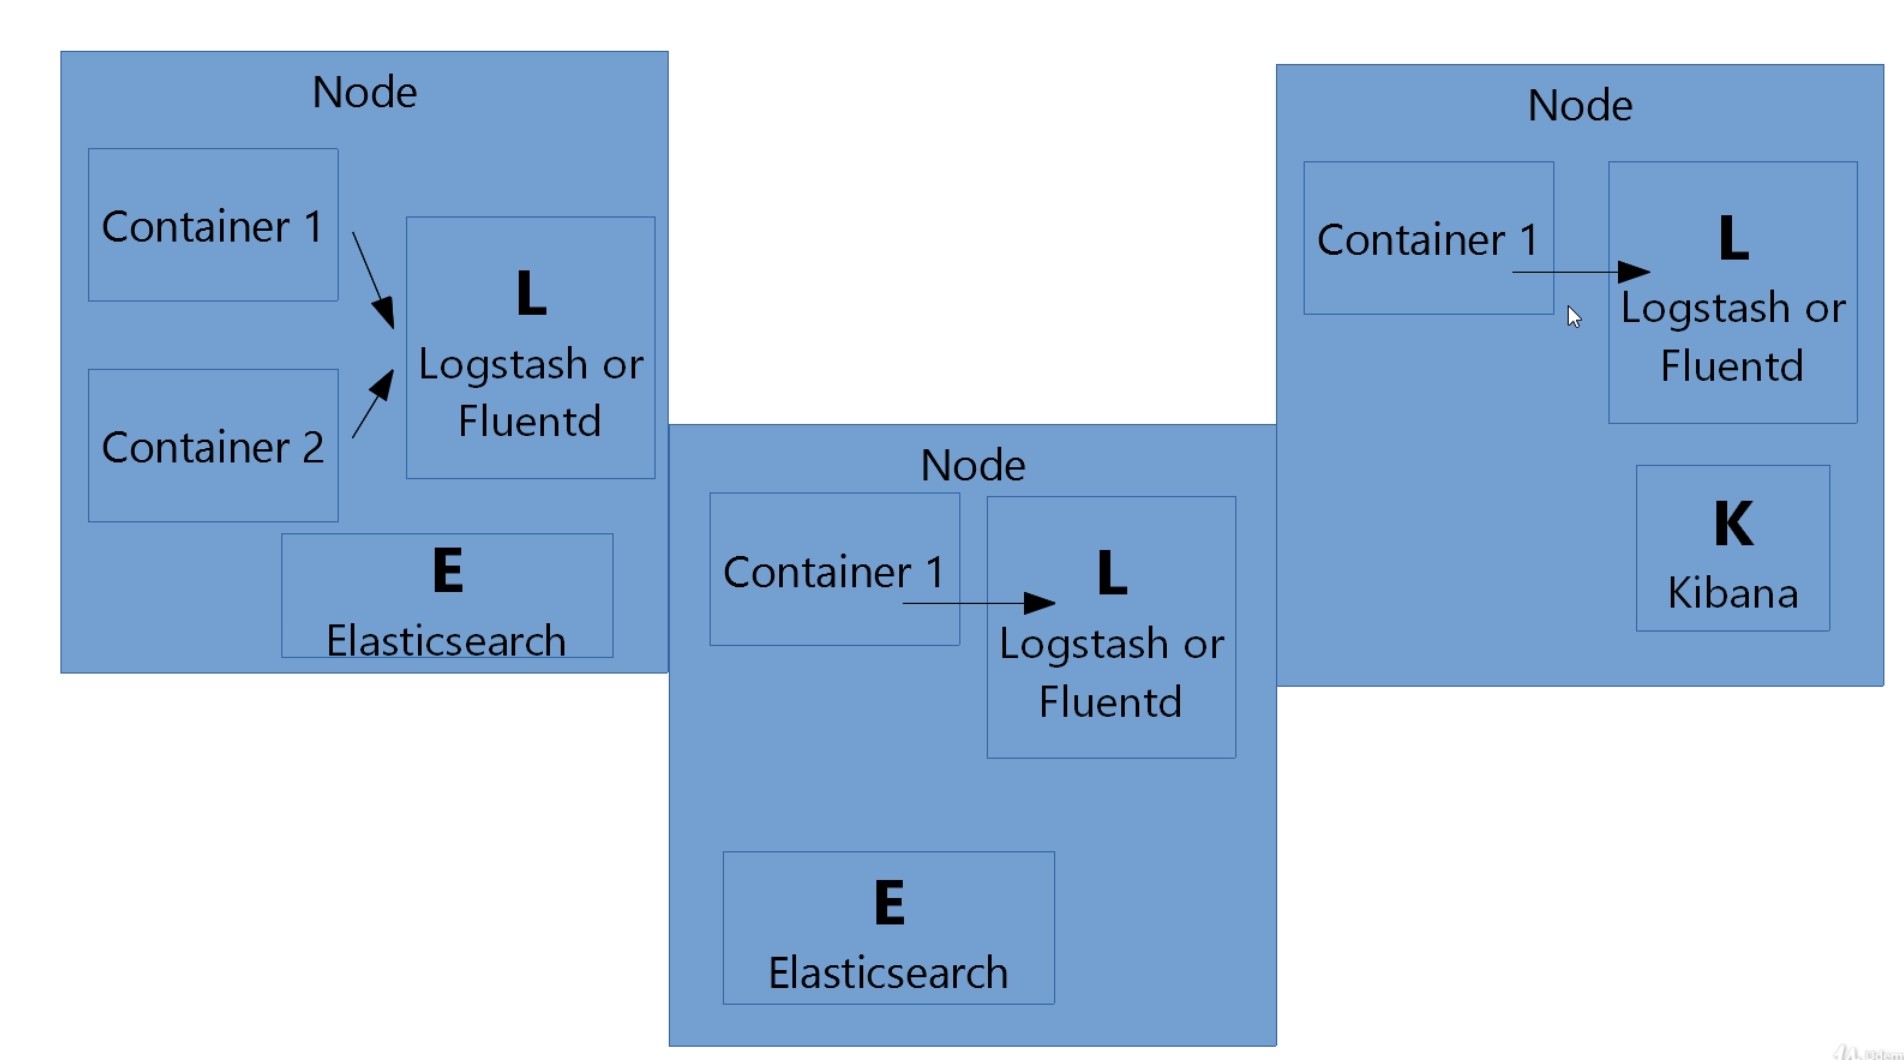 Node
Container 1
L
Logstash or
Fluentd
Container 2
E
Elasticsearch
Node
Container 1
L
Logstash or
Fluentd
E
Elasticsearch
Node
Container 1
L
Logstash or
Fluentd
K
Kibana